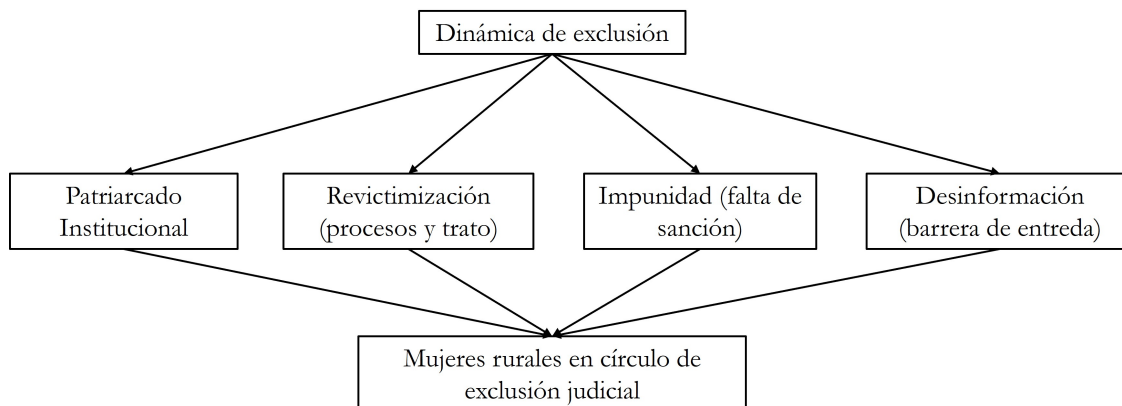 Dinámica de exclusión
Patriarcado
Institucional
Revictimización
(procesos y trato)
Impunidad (falta de
sanción)
Desinformación
(barrera de entreda)
Mujeres rurales en círculo de
exclusión judicial